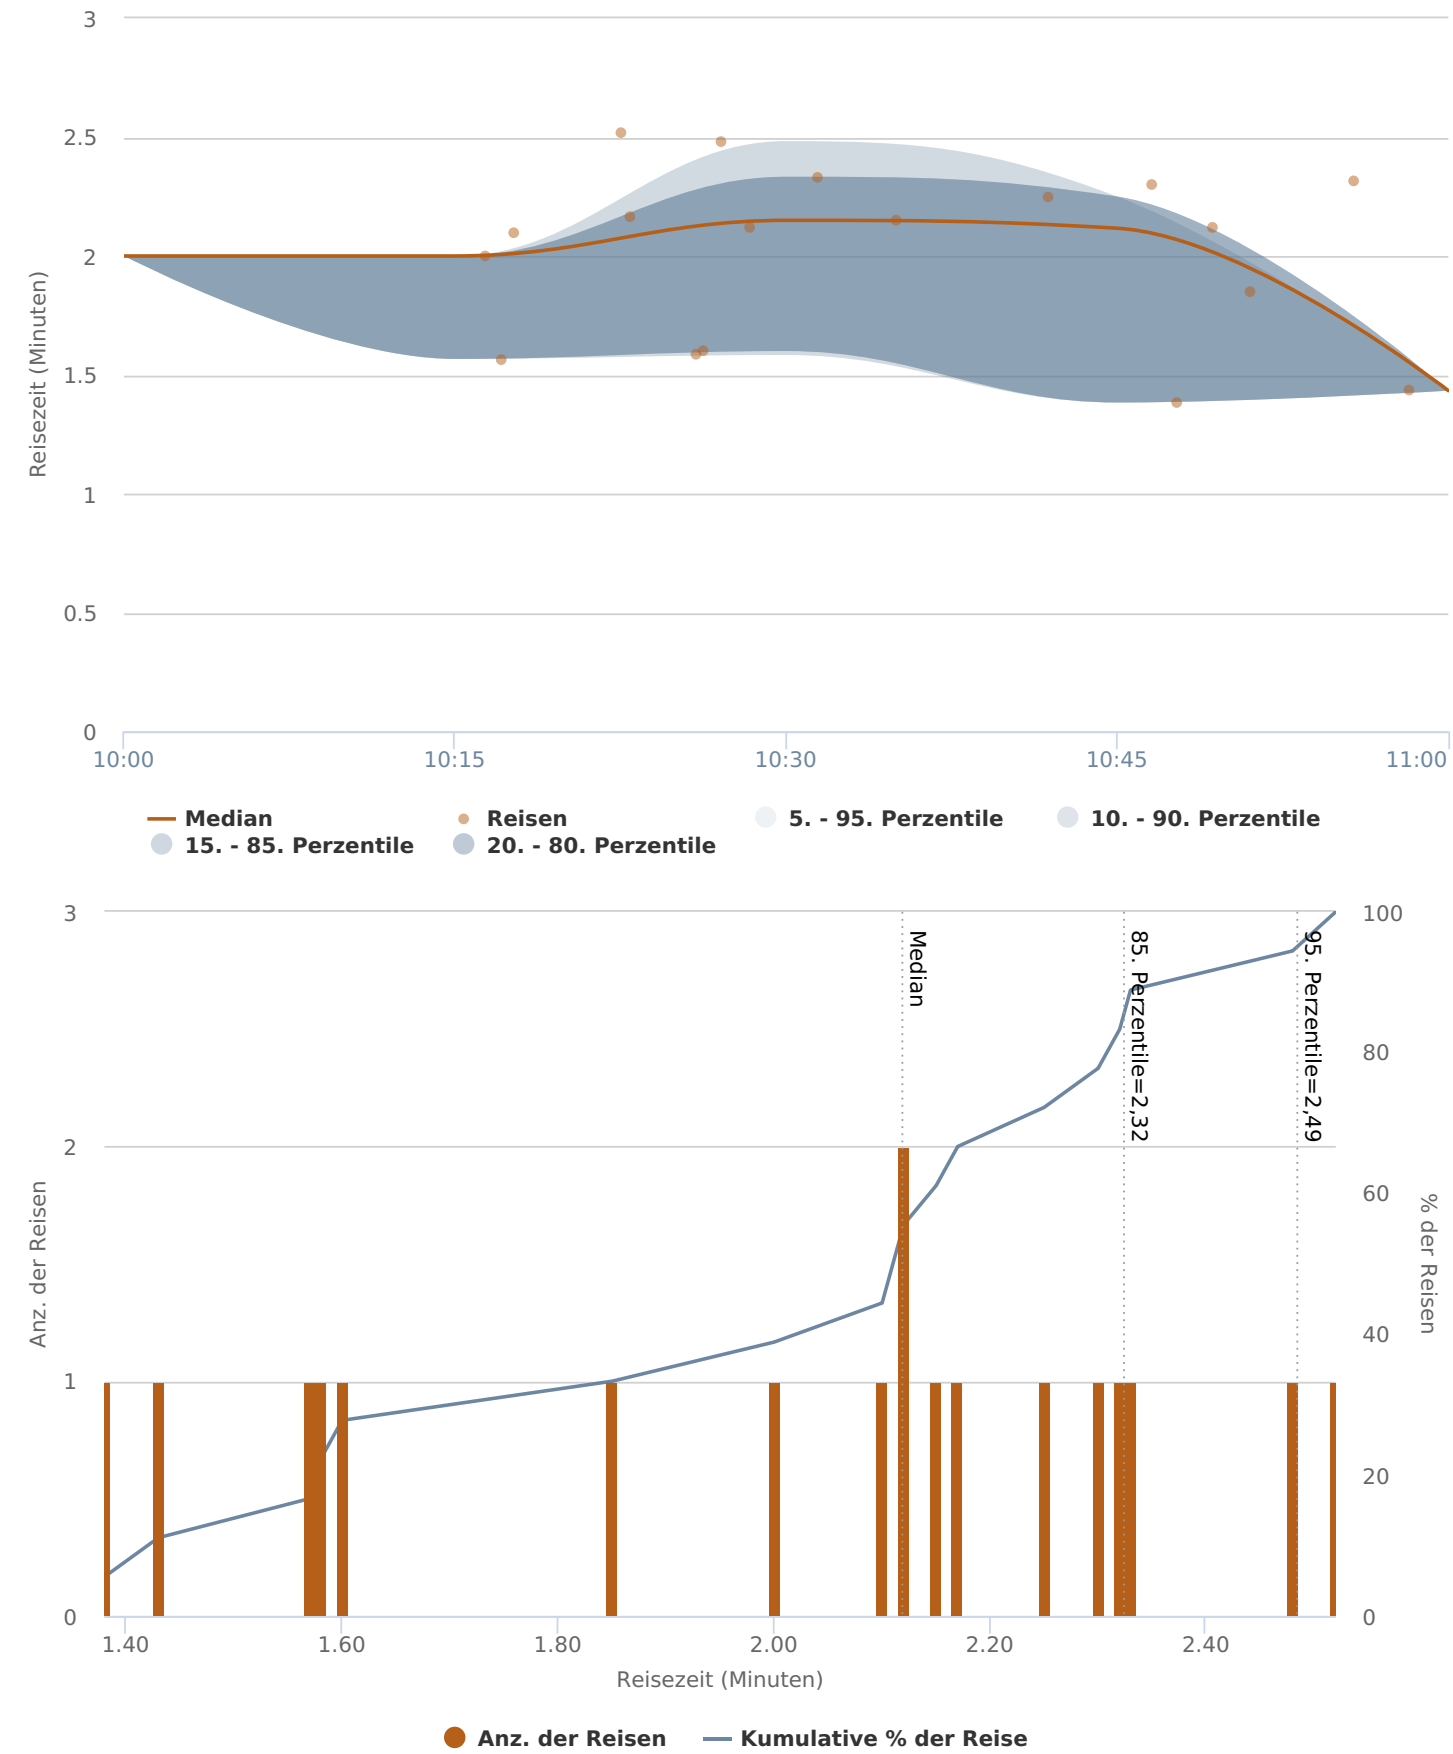 3
2.5
2
1.5
1
0.5
0
Reisezeit (Minuten)
10:00 10:15 10:30 10:45 11:00
Median Reisen 5. - 95. Perzentile 10. - 90. Perzentile
15. - 85. Perzentile 20. - 80. Perzentile
3
2
1
0
Anz. der Reisen
Median
85. Perzentile=2,32
95. Perzentile=2,49
100
80
60
40
20
0
% der Reisen
1.40 1.60 1.80 2.00 2.20 2.40
Reisezeit (Minuten)
Anz. der Reisen Kumulative % der Reise